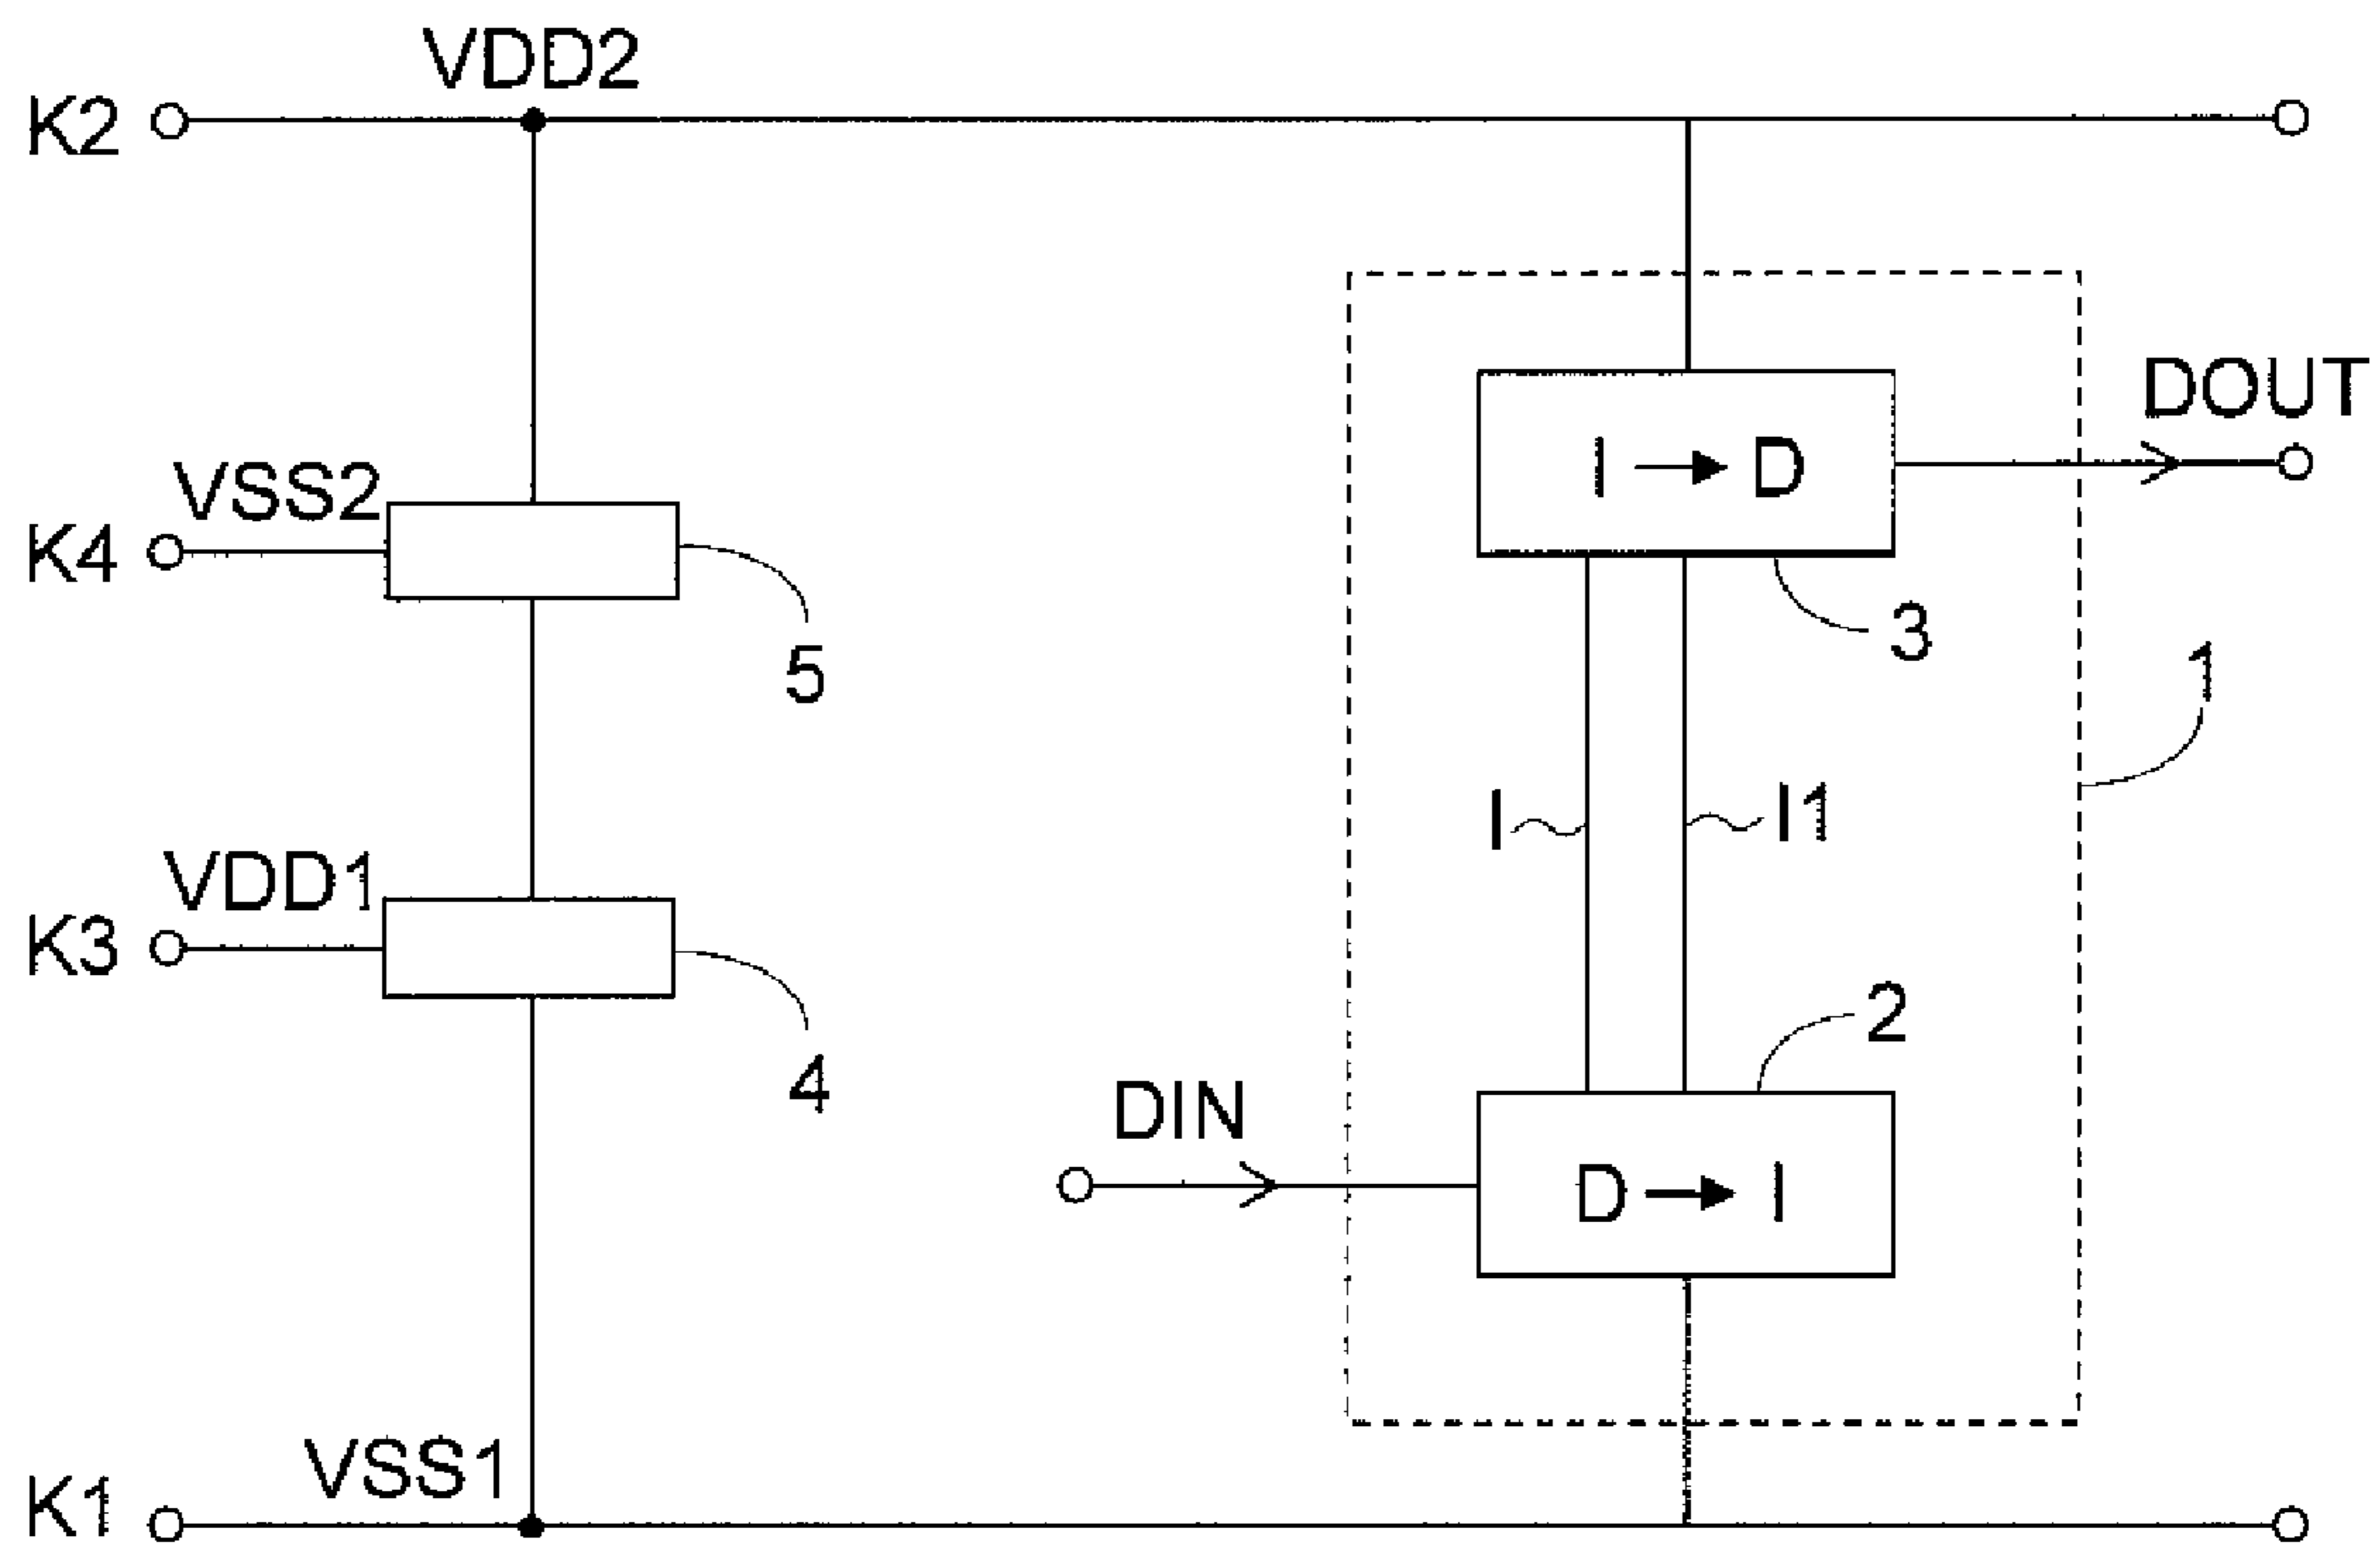 VDD2
K2
DOUT
I → D
VSS2
K4
3
5
1
I
I1
VDD1
K3
2
4
DIN
D → I
VSS1
K1